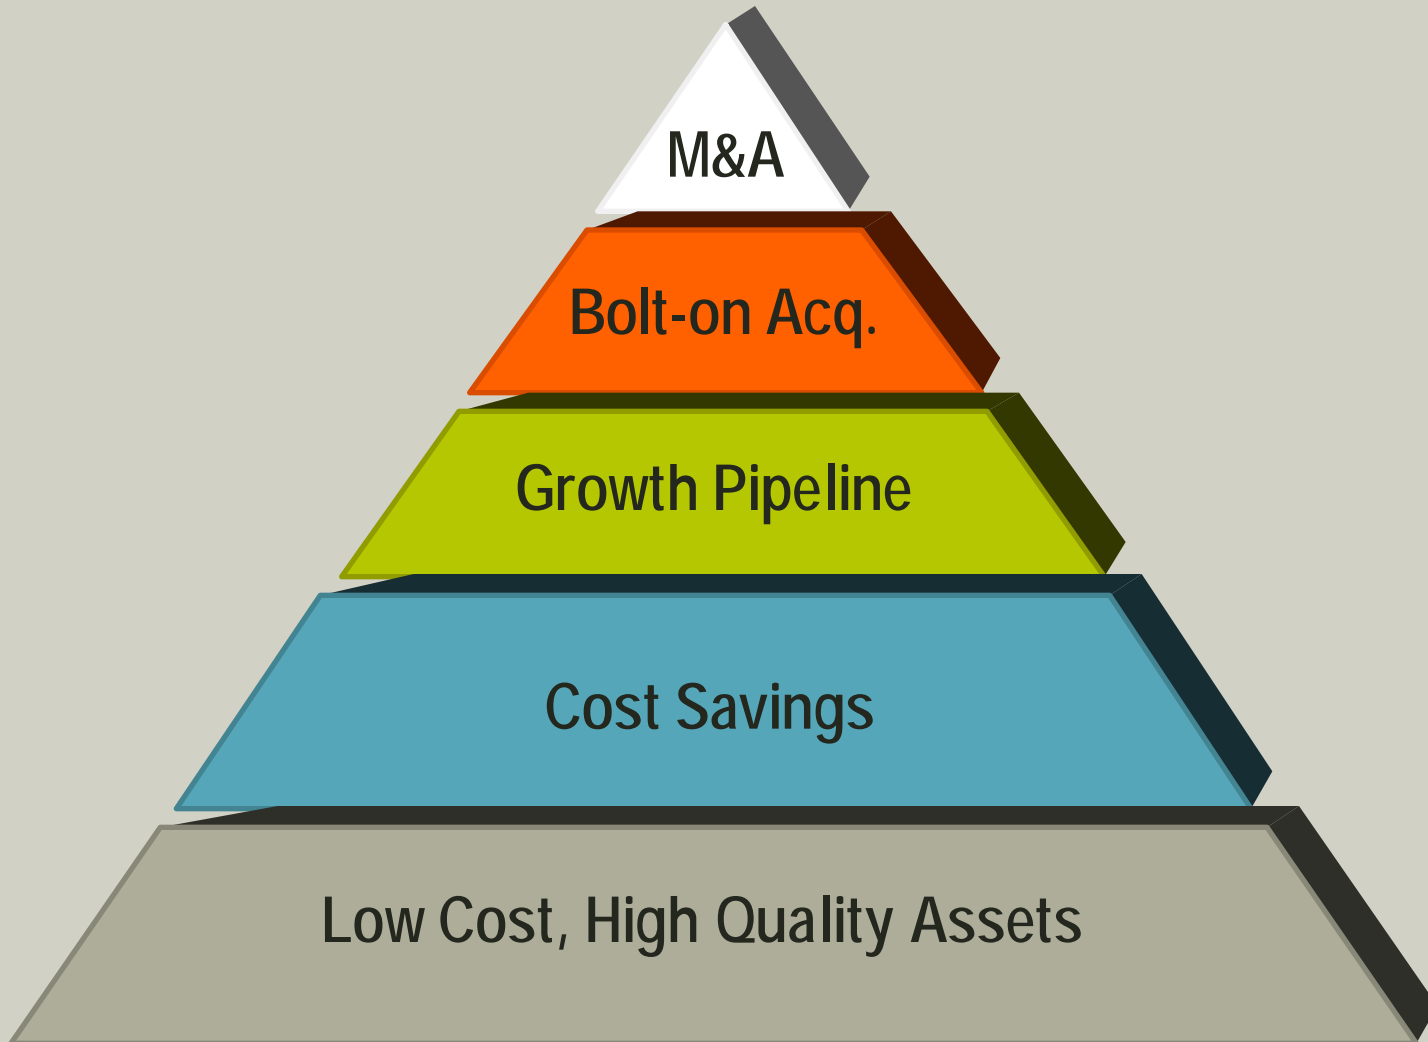 M&A
Bolt-on Acq.
Growth Pipeline
Cost Savings
Low Cost, High Quality Assets